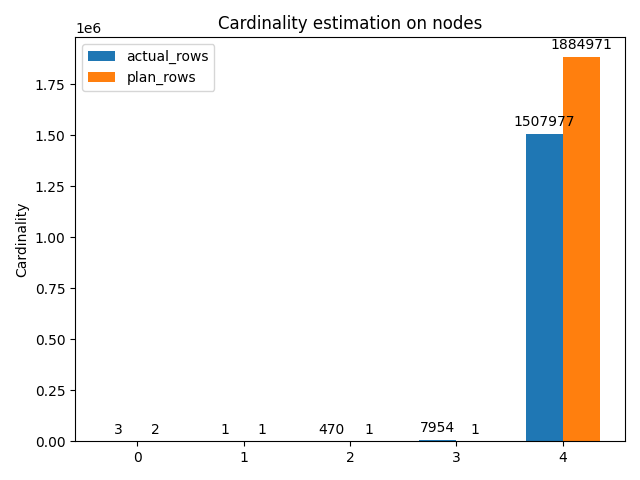 Cardinality estimation on nodes
1e6
actual_rows
plan_rows
1884971
1507977
1.75
1.50
1.25
1.00
0.75
0.50
0.25
0.00
Cardinality
3 2 1 1 470 1 7954 1
0 1 2 3 4